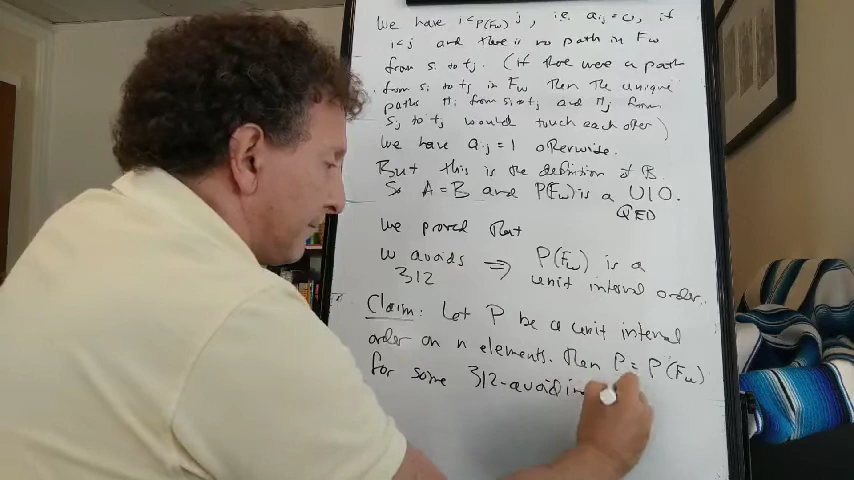 We have i <P(Fw) j, i.e. aij = 0, if
i<j and there is no path in Fw
from si to tj. (If there were a path
from si to tj in Fw then the unique
paths πi from si to ti and πj from
sj to tj would touch each other)
We have aij = 1 otherwise.
But this is the definition of B.
So A = B and P(Fw) is a UIO.
QED
We proved that
w avoids 312 ⇒ P(Fw) is a
unit interval order.
Claim: Let P be a unit interval
order on n elements. Then P = P(Fw)
for some 312-avoidin